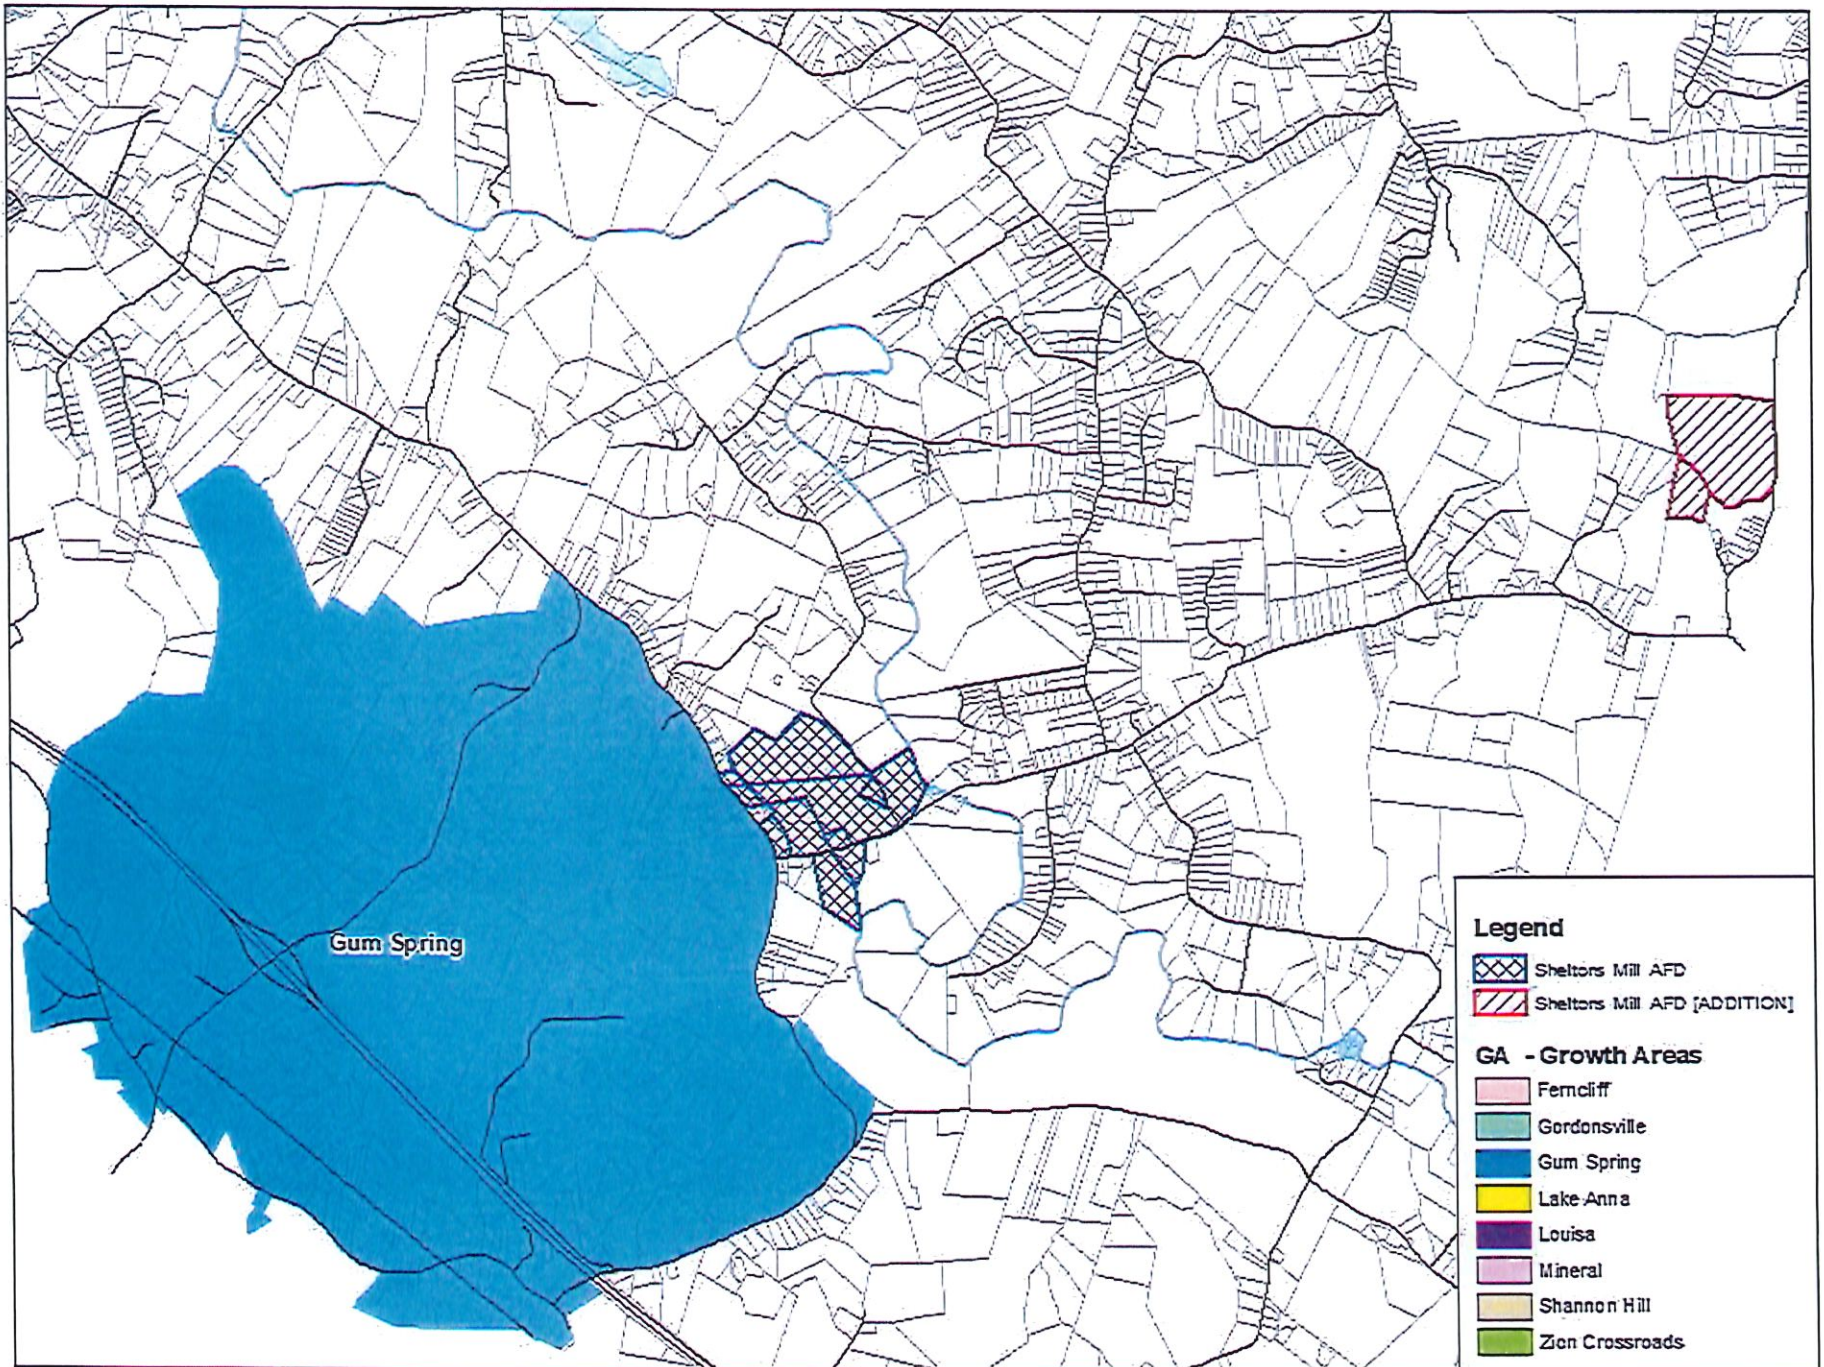 Gum Spring
Legend
Sheltons Mill AFD
Sheltons Mill AFD [ADDITION]
GA - Growth Areas
Ferncliff
Gordonsville
Gum Spring
Lake Anna
Louisa
Mineral
Shannon Hill
Zion Crossroads